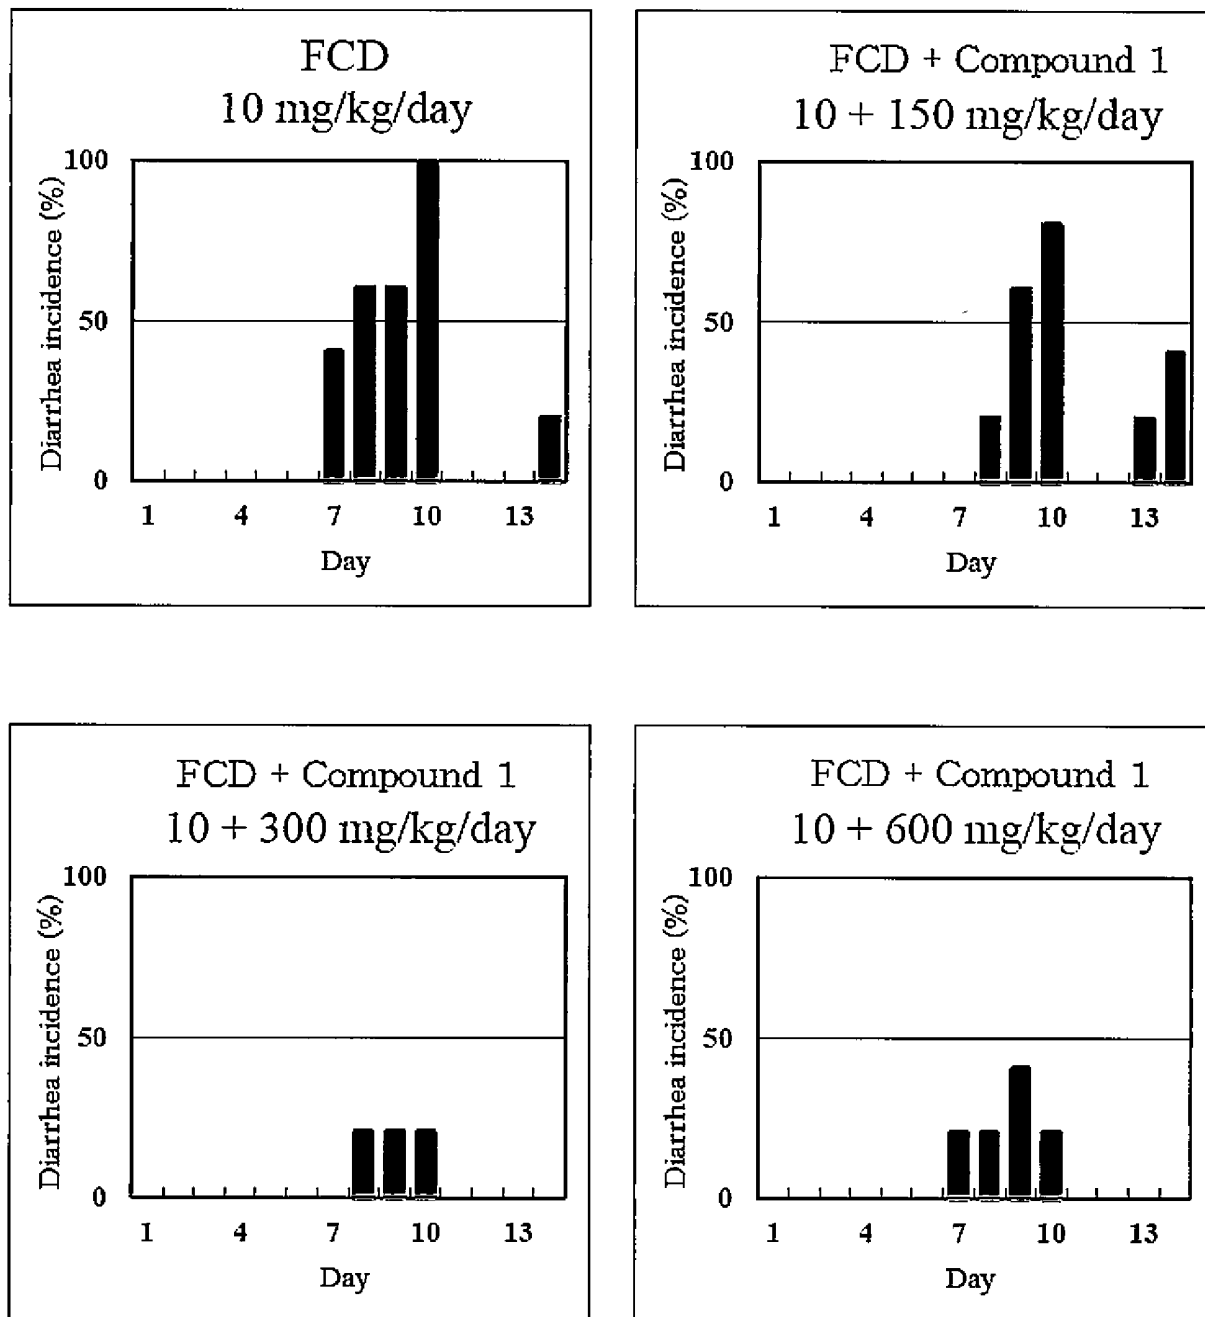 FCD
10 mg/kg/day
Diarrhea incidence (%)
100
50
0
1 4 7 10 13
Day
FCD + Compound 1
10 + 150 mg/kg/day
Diarrhea incidence (%)
100
50
0
1 4 7 10 13
Day
FCD + Compound 1
10 + 300 mg/kg/day
Diarrhea incidence (%)
100
50
0
1 4 7 10 13
Day
FCD + Compound 1
10 + 600 mg/kg/day
Diarrhea incidence (%)
100
50
0
1 4 7 10 13
Day